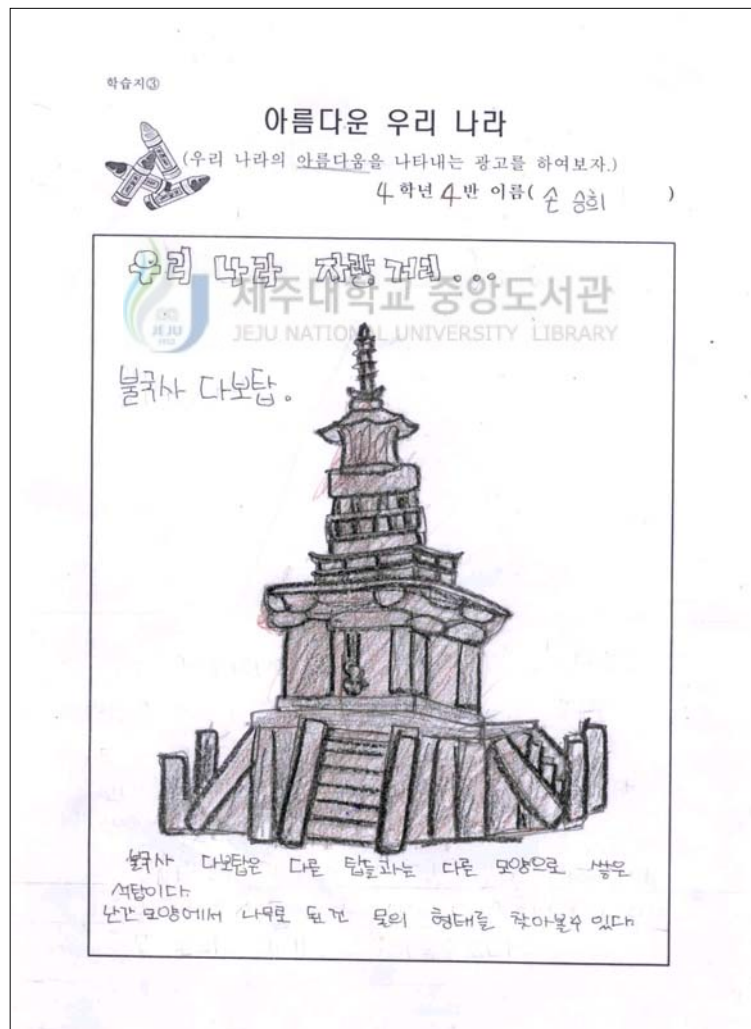 학습지③
아름다운 우리 나라
(우리 나라의 아름다움을 나타내는 광고를 하여보자.)
4 학년 4 반 이름( 손 승희 )
우리 나라 자랑 거리...
제주대학교 중앙도서관
JEJU NATIONAL UNIVERSITY LIBRARY
JEJU
1952
불국사 다보탑.
불국사 다보탑은 다른 탑들과는 다른 모양으로 쌓은
석탑이다.
난간 모양에서 나무로 된 건 물의 형태를 찾아볼수 있다